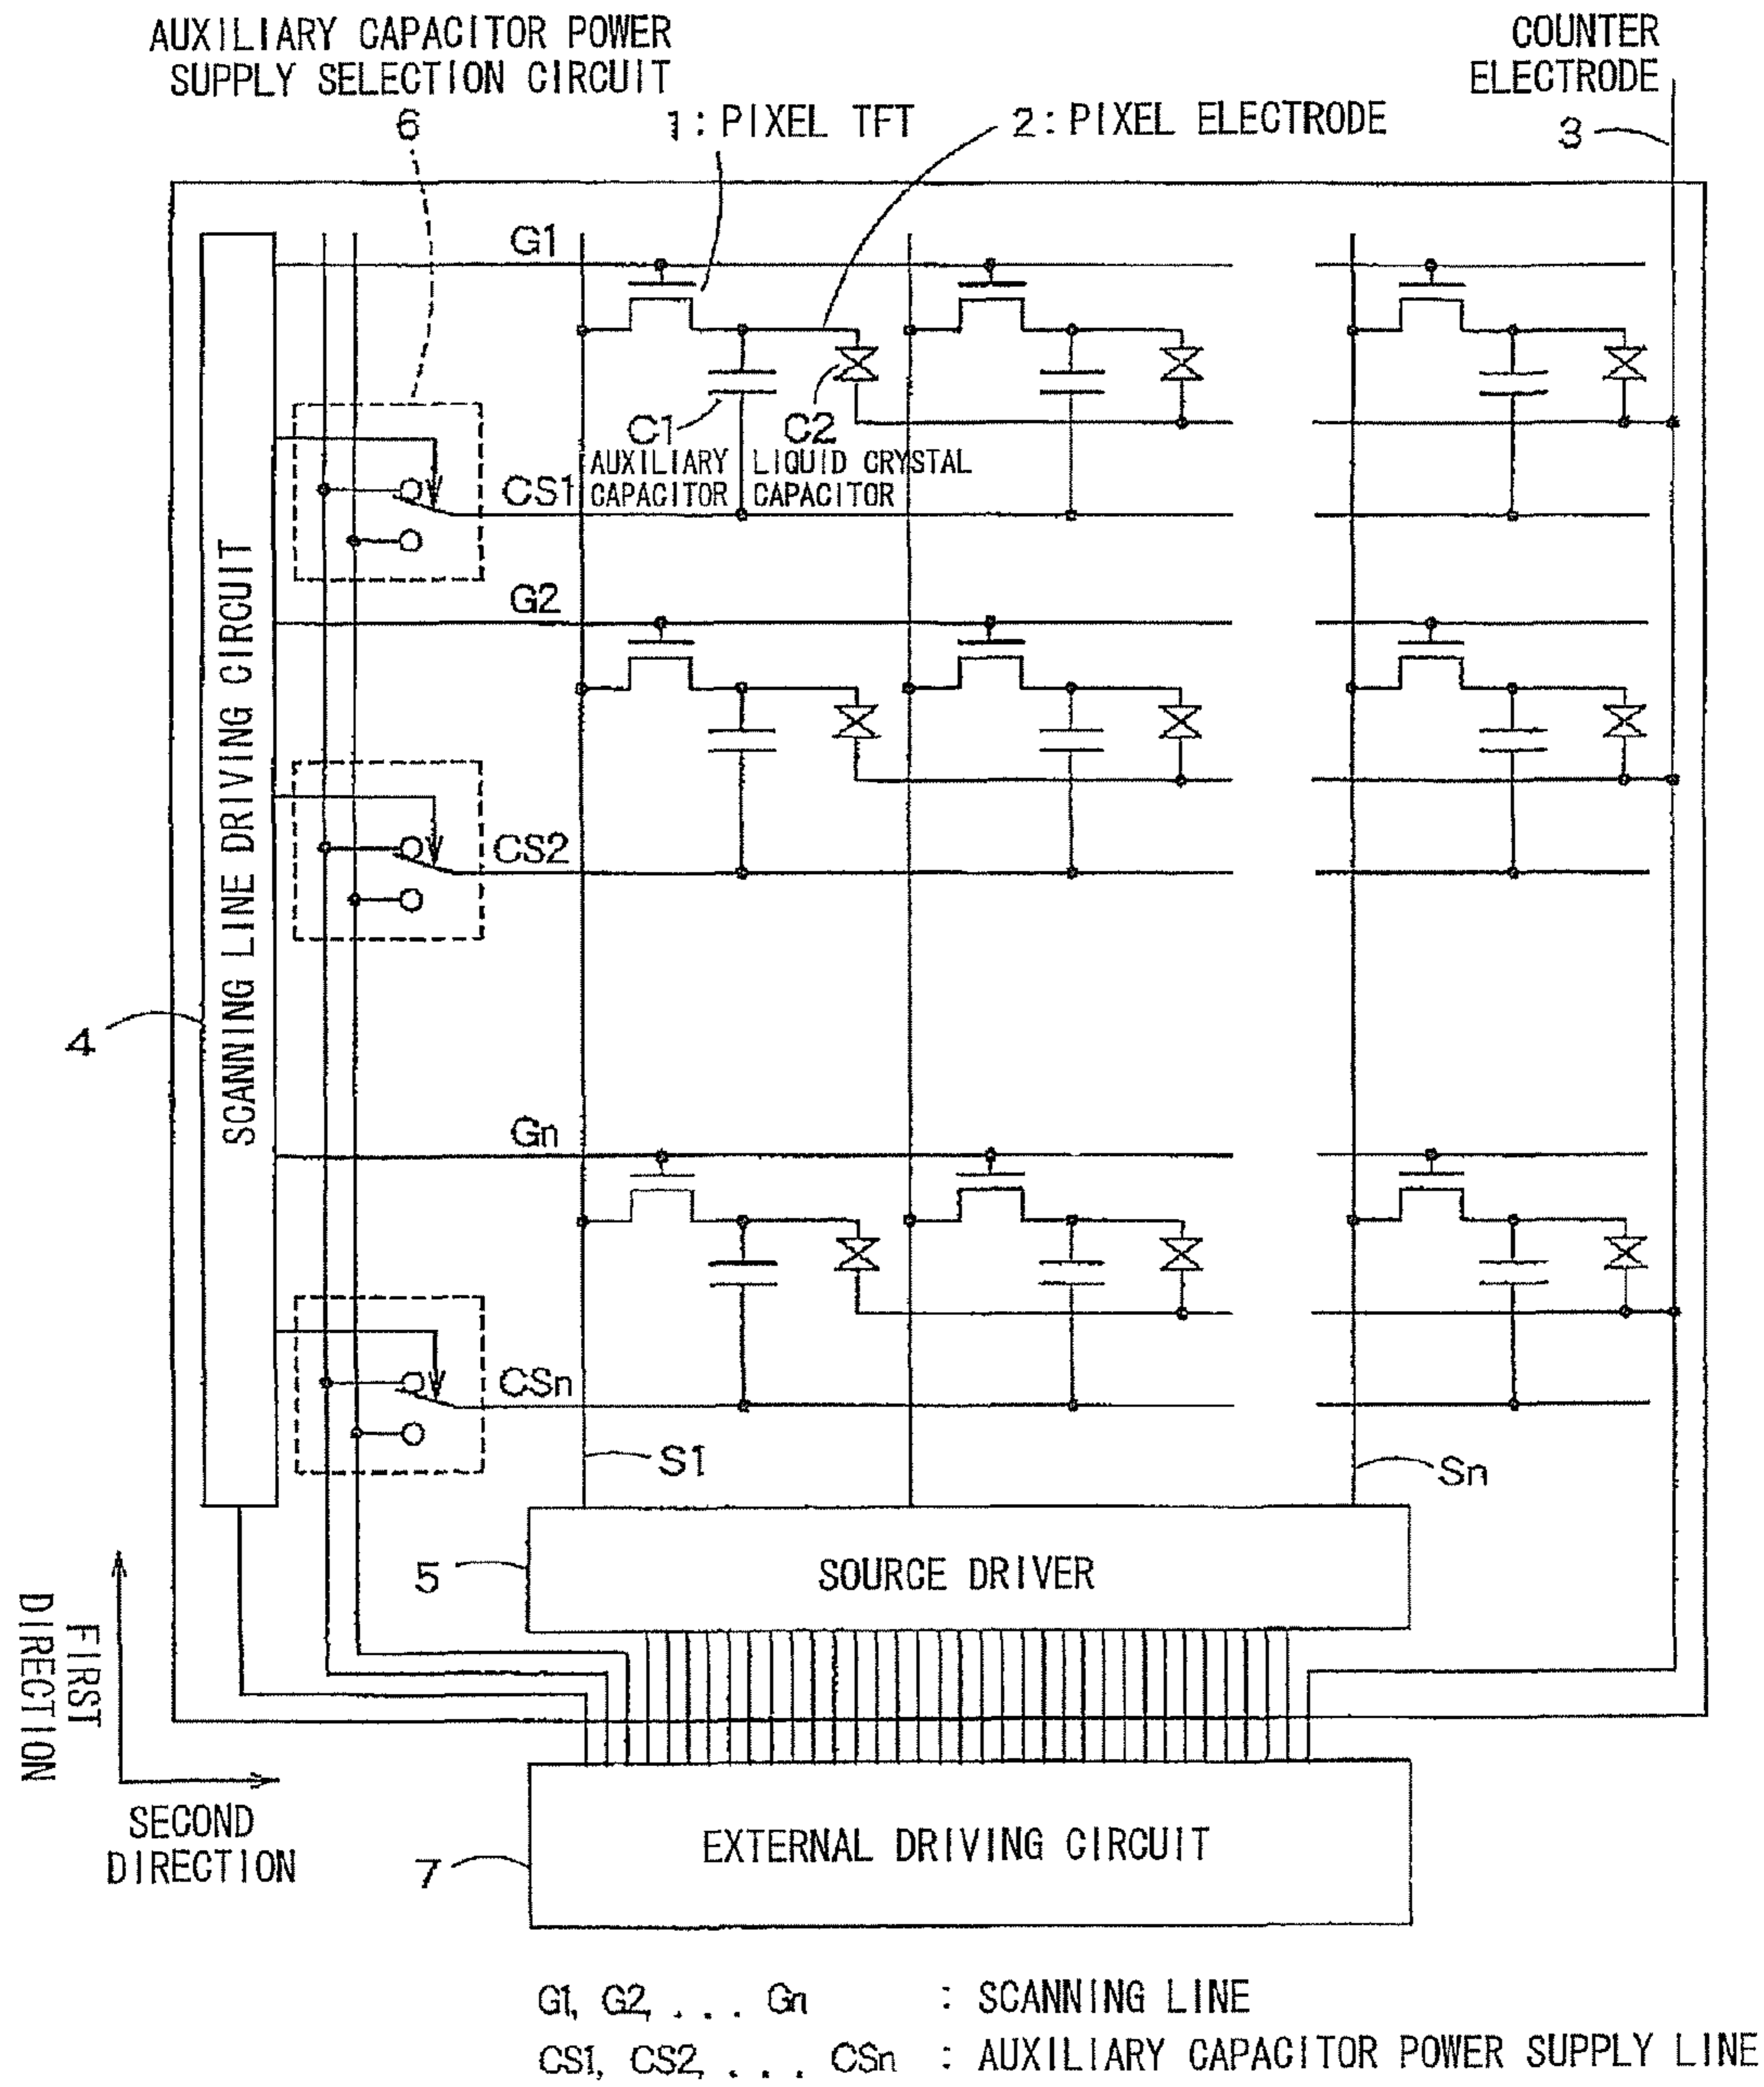 AUXILIARY CAPACITOR POWER
SUPPLY SELECTION CIRCUIT
COUNTER
ELECTRODE
6
1: PIXEL TFT
2: PIXEL ELECTRODE
3
G1
C1
AUXILIARY
CAPACITOR
C2
LIQUID CRYSTAL
CAPACITOR
CS1
G2
CS2
SCANNING LINE DRIVING CIRCUIT
4
Gn
CSn
S1
Sn
5
SOURCE DRIVER
FIRST
DIRECTION
SECOND
DIRECTION
7
EXTERNAL DRIVING CIRCUIT
G1, G2, . . . Gn : SCANNING LINE
CS1, CS2, . . . CSn : AUXILIARY CAPACITOR POWER SUPPLY LINE